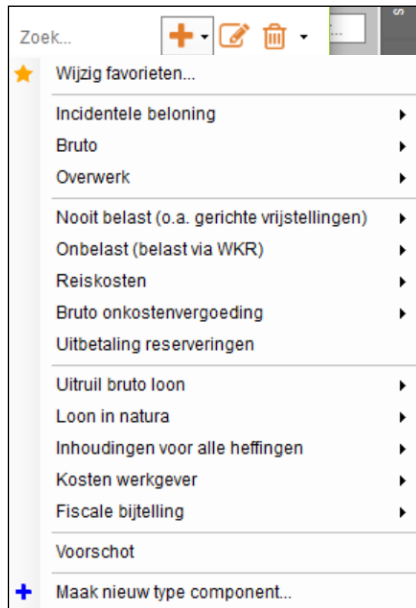 Zoek...
Wijzig favorieten...
Incidentele beloning
Bruto
Overwerk
Nooit belast (o.a. gerichte vrijstellingen)
Onbelast (belast via WKR)
Reiskosten
Bruto onkostenvergoeding
Uitbetaling reserveringen
Uitruil bruto loon
Loon in natura
Inhoudingen voor alle heffingen
Kosten werkgever
Fiscale bijtelling
Voorschot
Maak nieuw type component...